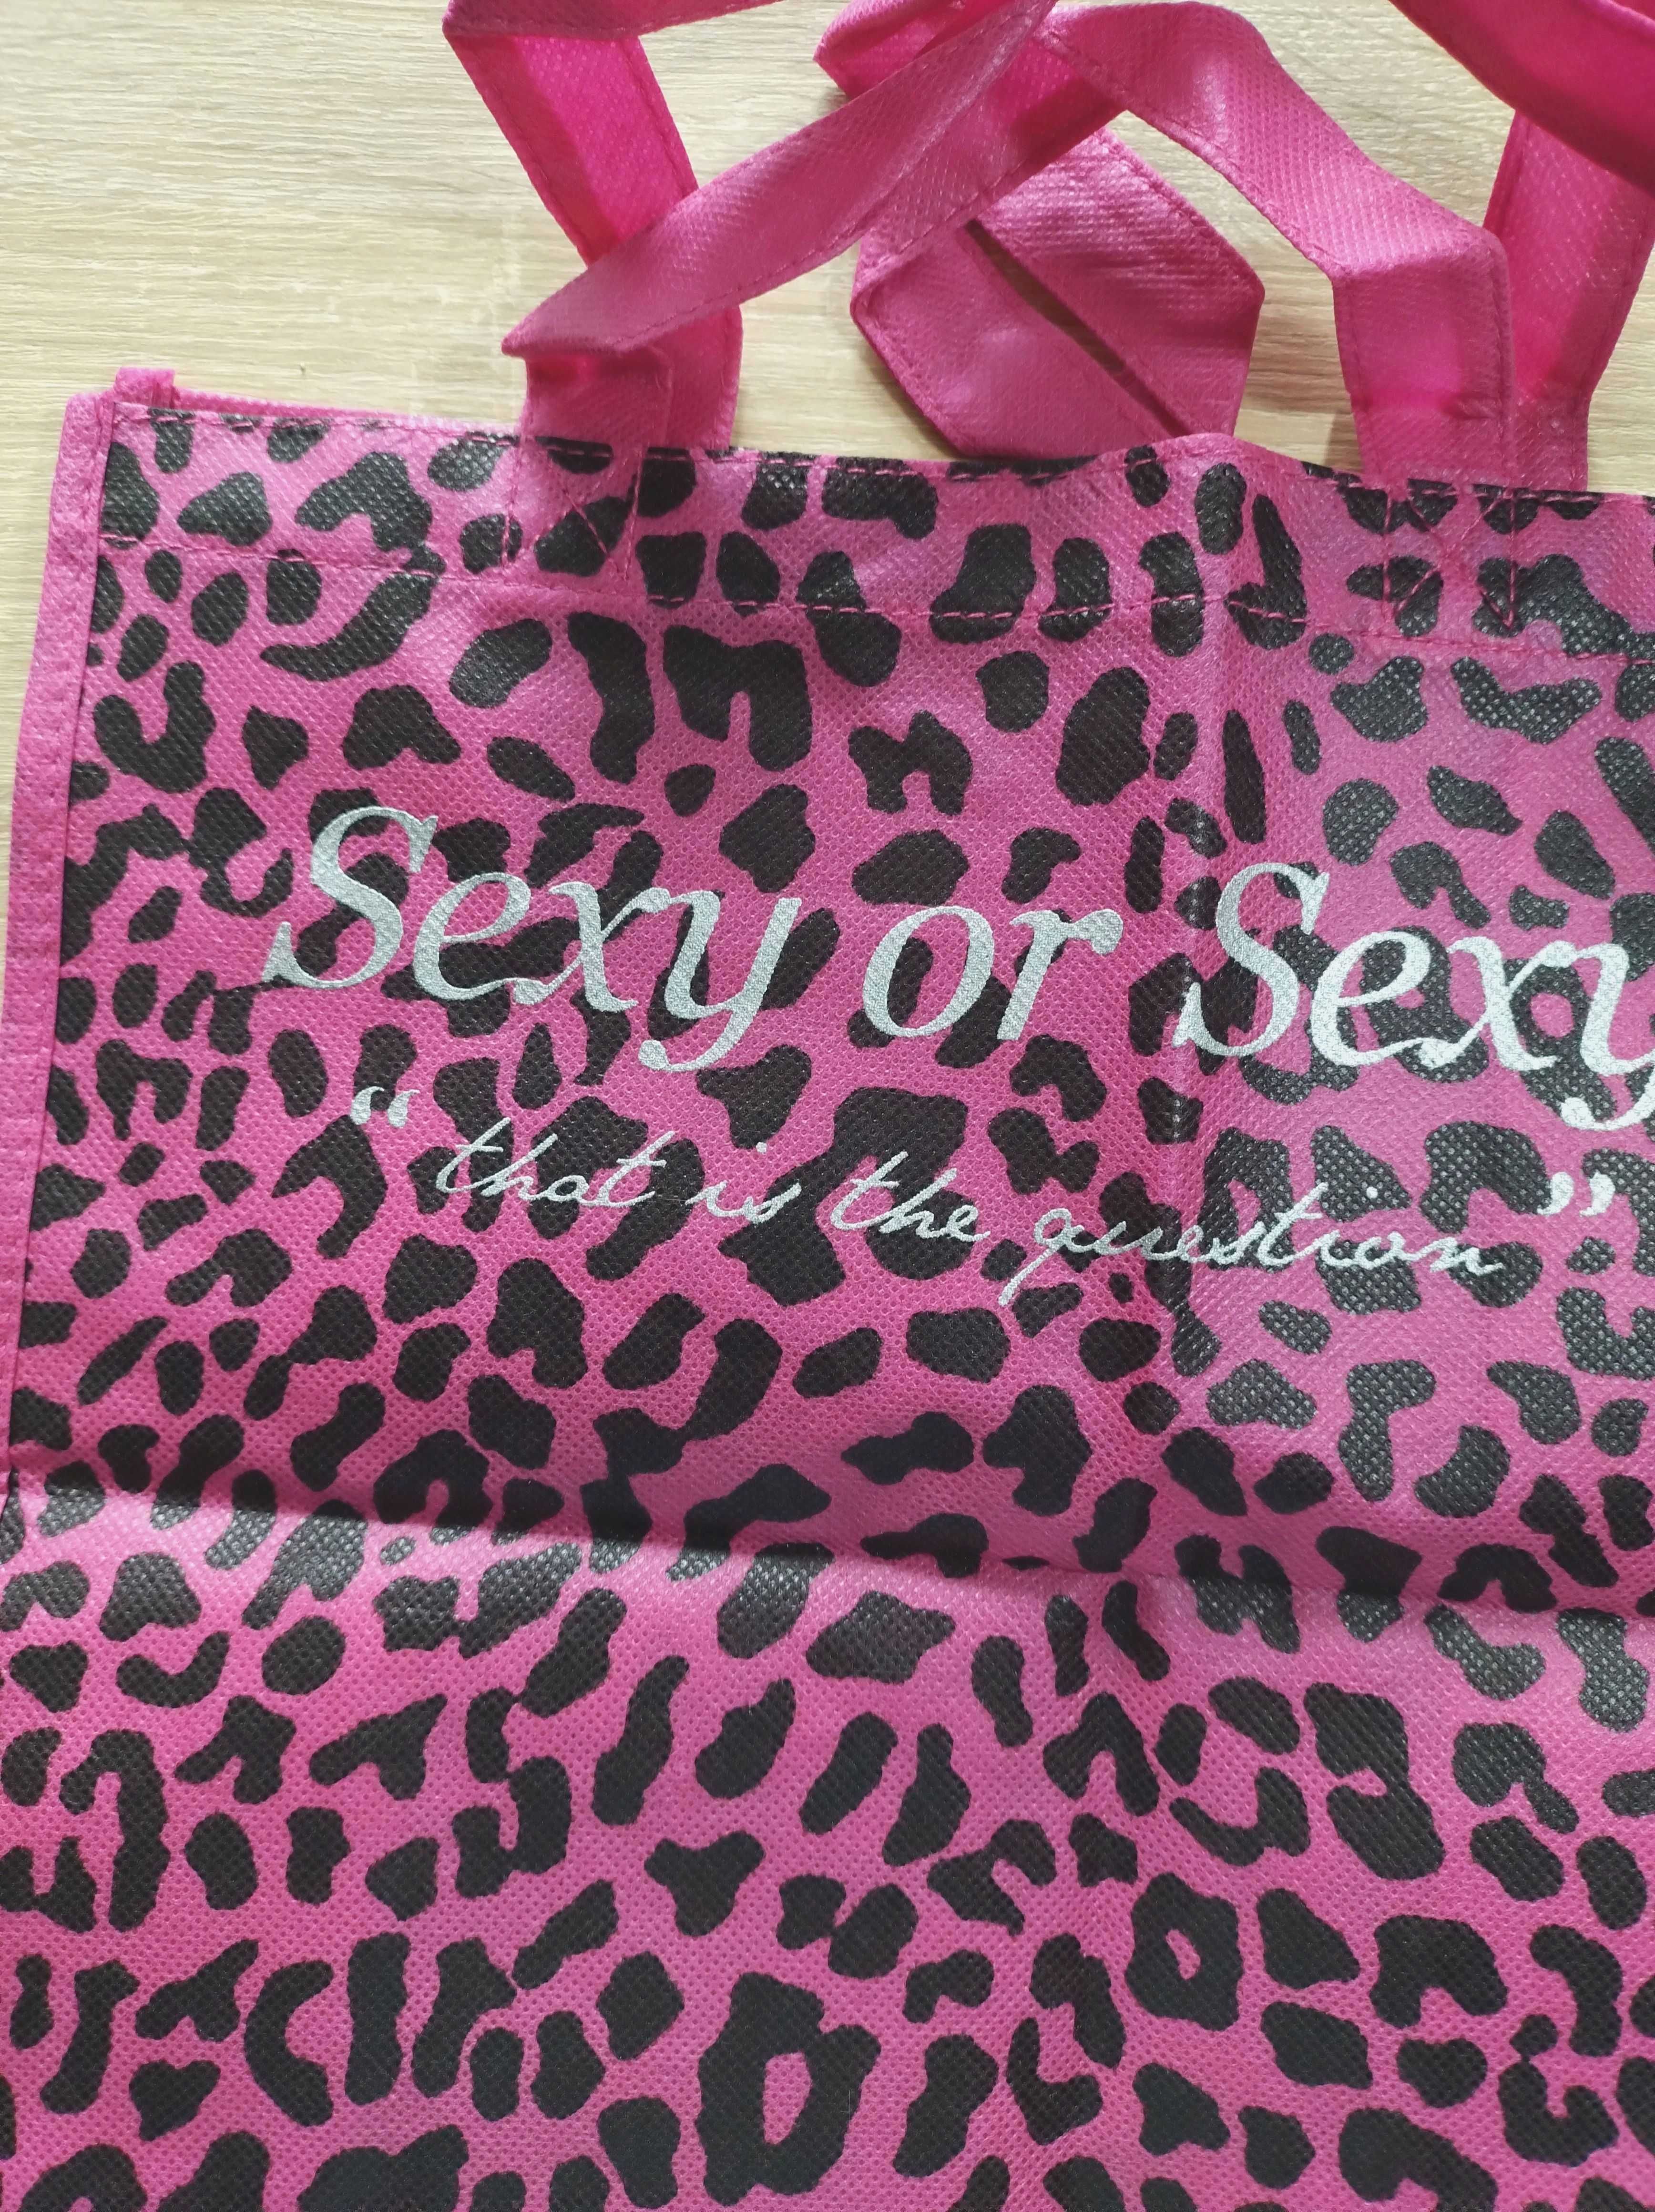 Sexy or Sexy
“that is the question”